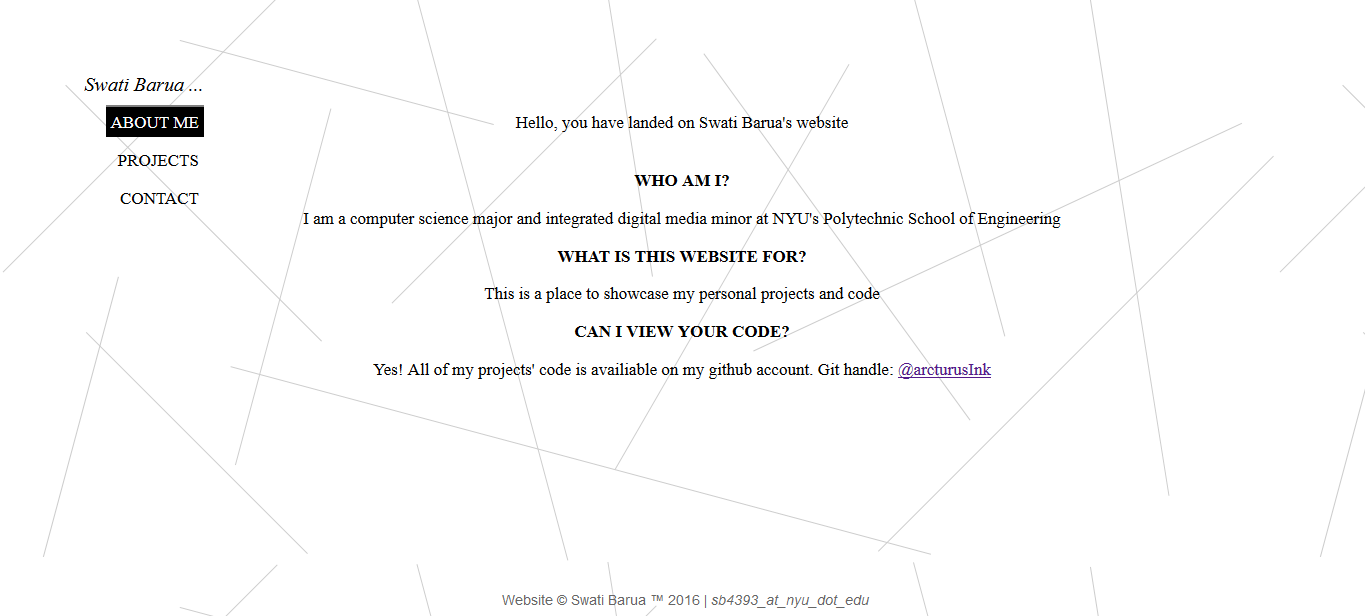 Swati Barua ...
ABOUT ME
PROJECTS
CONTACT
Hello, you have landed on Swati Barua's website
WHO AM I?
I am a computer science major and integrated digital media minor at NYU's Polytechnic School of Engineering
WHAT IS THIS WEBSITE FOR?
This is a place to showcase my personal projects and code
CAN I VIEW YOUR CODE?
Yes! All of my projects' code is availiable on my github account. Git handle: @arcturusInk
Website © Swati Barua ™ 2016 | sb4393_at_nyu_dot_edu